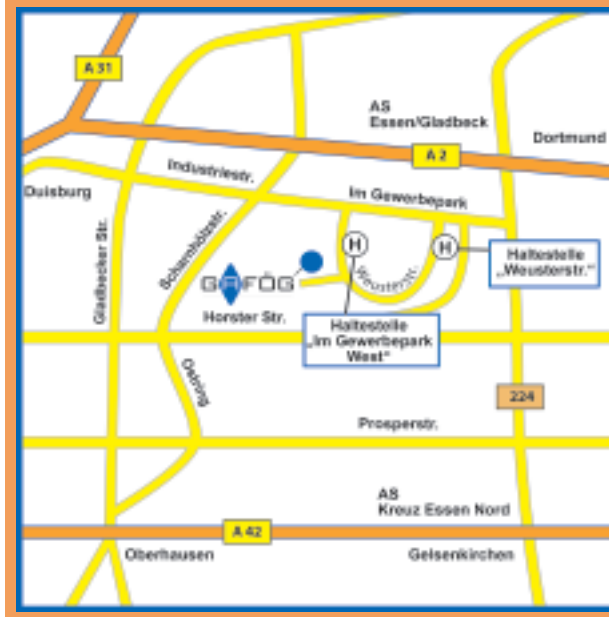 A 31
AS
Essen/Gladbeck
Dortmund
A 2
Industriestr.
Duisburg
Im Gewerbepark
Gladbecker Str.
Scharnhölzstr.
H
H
Haltestelle
„Weusterstr.“
Weusterstr.
GAFÖG
Horster Str.
Haltestelle
„Im Gewerbepark
West“
Ostring
224
Prosperstr.
AS
Kreuz Essen Nord
A 42
Oberhausen
Gelsenkirchen